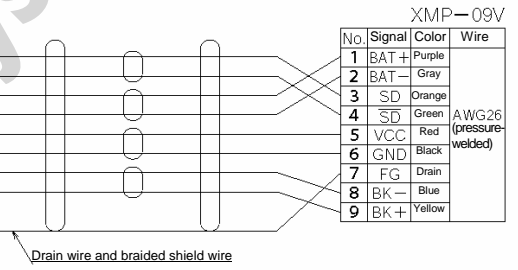 XMP－09V
No. Signal Color Wire
1 BAT＋ Purple
2 BAT－ Gray
3 SD Orange
4 S̅D̅ Green
5 VCC Red
6 GND Black
7 FG Drain
8 BK－ Blue
9 BK＋ Yellow
AWG26
(pressure-
welded)
Drain wire and braided shield wire